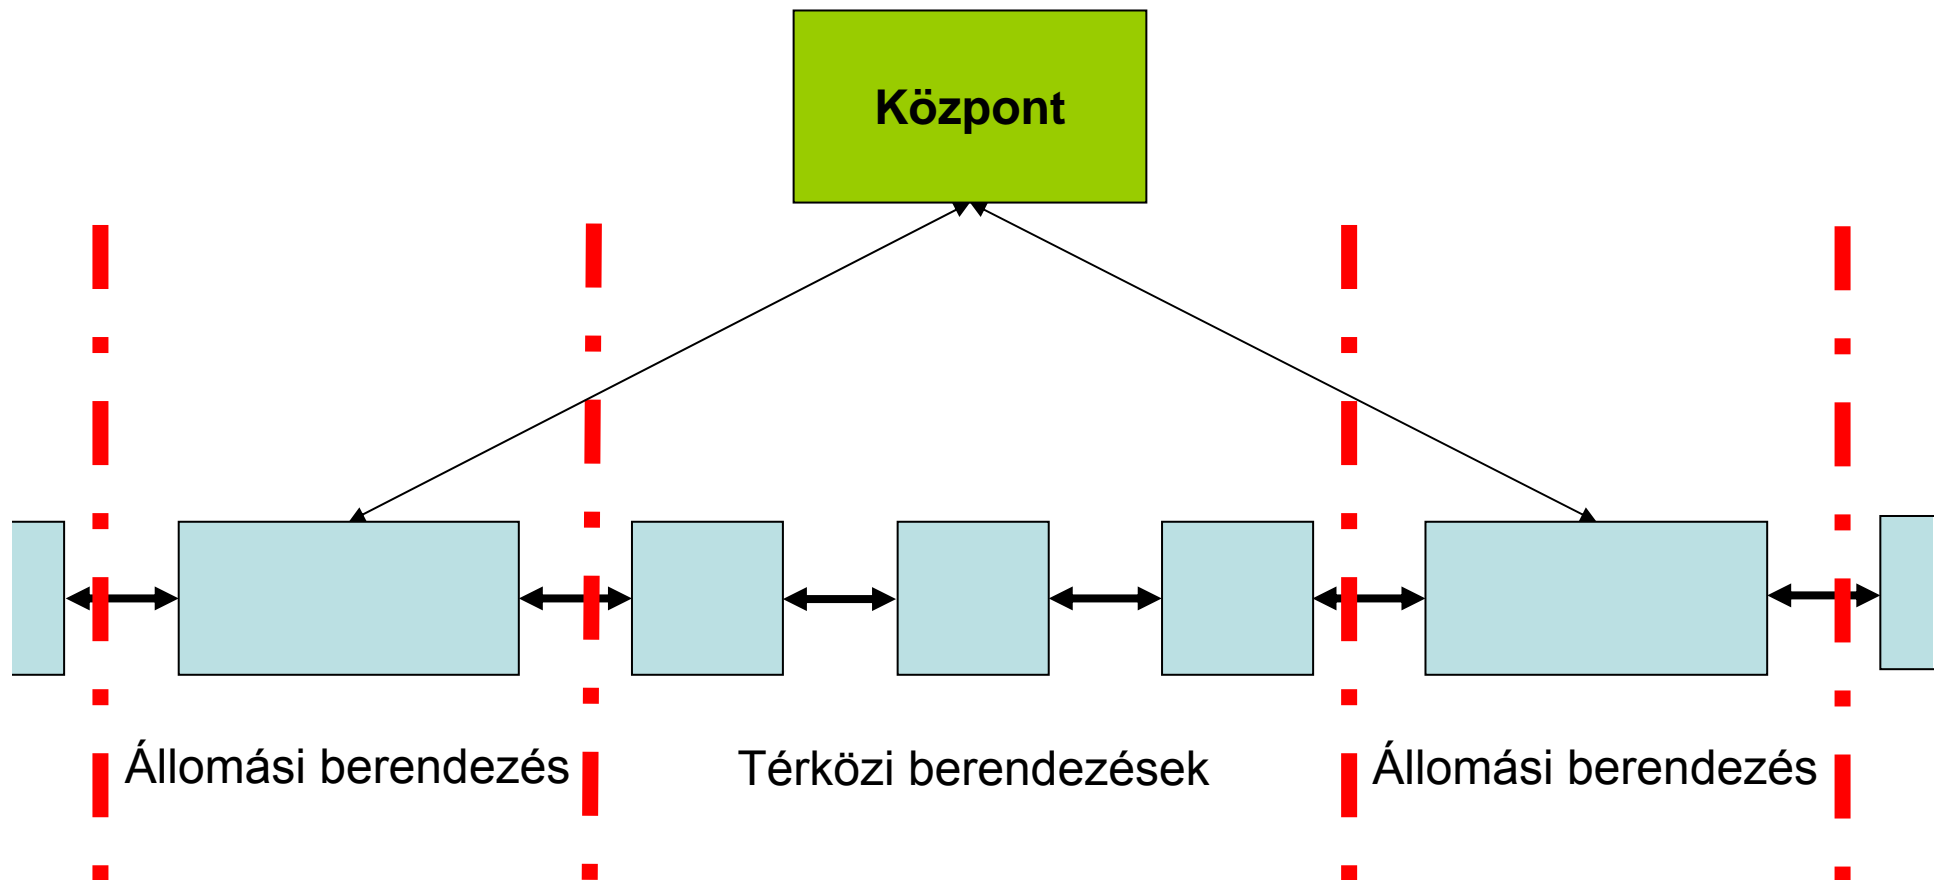 Központ
Állomási berendezés
Térközi berendezések
Állomási berendezés